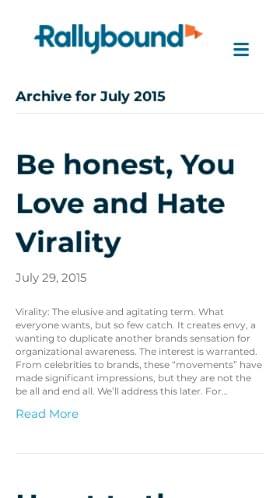 Rallybound
Archive for July 2015
Be honest, You
Love and Hate
Virality
July 29, 2015
Virality: The elusive and agitating term. What
everyone wants, but so few catch. It creates envy, a
wanting to duplicate another brands sensation for
organizational awareness. The interest is warranted.
From celebrities to brands, these “movements” have
made significant impressions, but they are not the
be all and end all. We’ll address this later. For…
Read More